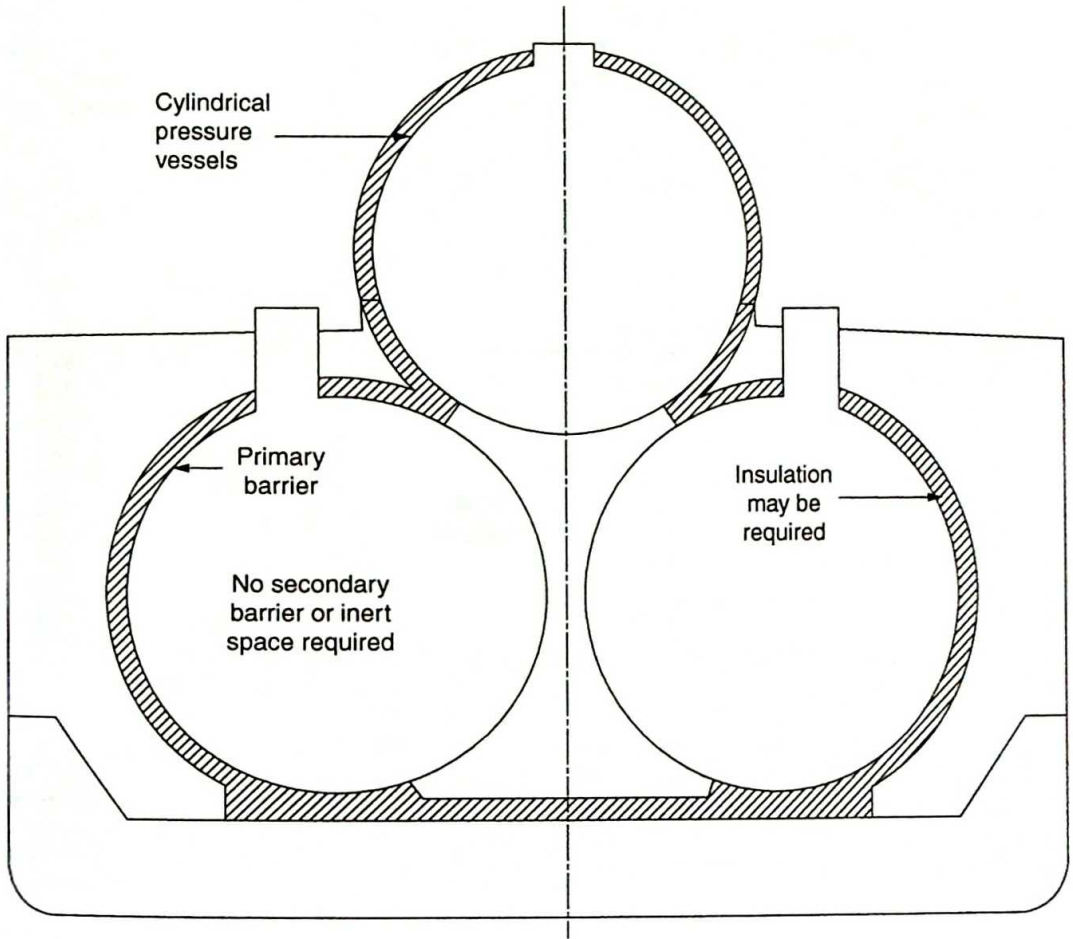 Cylindrical
pressure
vessels
Primary
barrier
Insulation
may be
required
No secondary
barrier or inert
space required